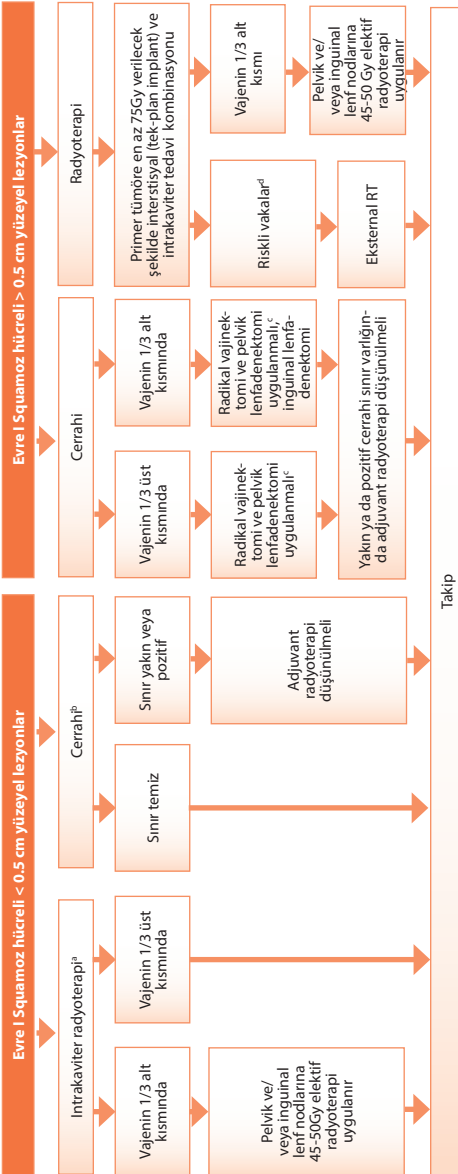 Evre I Squamoz hücreli < 0.5 cm yüzeyel lezyonlar
Intrakaviter radyoterapiᵃ
Vajenin 1/3 alt
kısmında
Pelvik ve/
veya inguinal
lenf nodlarına
45-50Gy elektif
radyoterapi
uygulanır
Vajenin 1/3 üst
kısmında
Cerrahiᵇ
Sınır temiz
Sınır yakın veya
pozitif
Adjuvant
radyoterapi
düşünülmeli
Evre I Squamoz hücreli > 0.5 cm yüzeyel lezyonlar
Cerrahi
Vajenin 1/3 üst
kısmında
Radikal vajinek-
tomi ve pelvik
lenfadenektomi
uygulanmalıᶜ
Vajenin 1/3 alt
kısmında
Radikal vajinek-
tomi ve pelvik
lenfadenektomi
uygulanmalı,ᶜ
inguinal lenfa-
denektomi
Yakın ya da pozitif cerrahi sınır varlığın-
da adjuvant radyoterapi düşünülmeli
Radyoterapi
Primer tümöre en az 75Gy verilecek
şekilde interstisyal (tek-plan implant) ve
intrakaviter tedavi kombinasyonu
Riskli vakalarᵈ
Eksternal RT
Vajenin 1/3 alt
kısmı
Pelvik ve/
veya inguinal
lenf nodlarına
45-50 Gy elektif
radyoterapi
uygulanır
Takip